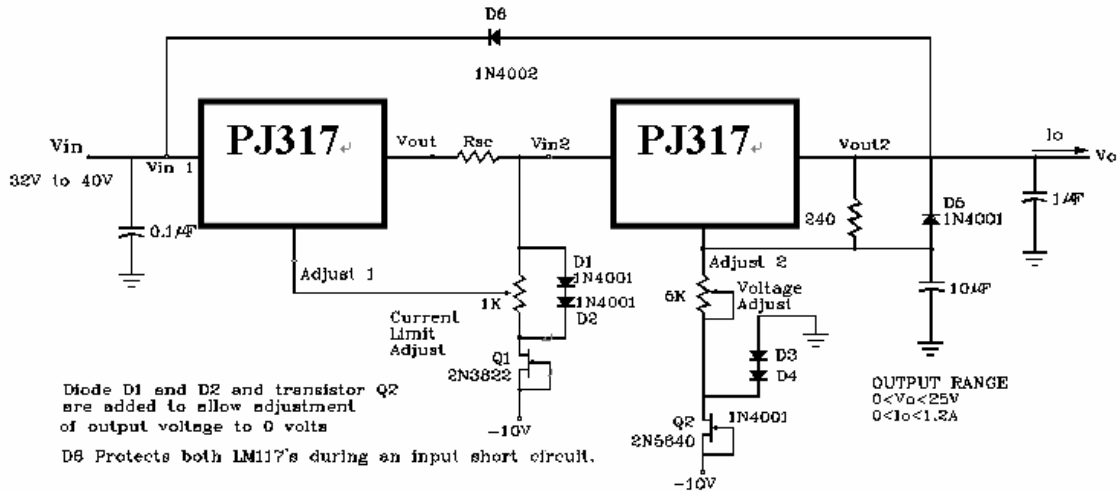 D6
1N4002
PJ317
PJ317
Vin
32V to 40V
Vin 1
Vout
Rsc
Vin2
Vout2
Io
Vo
0.1μF
Adjust 1
1K
D1
1N4001
1N4001
D2
Current
Limit
Adjust
Q1
2N3822
-10V
240
D5
1N4001
1μF
Adjust 2
5K
Voltage
Adjust
10μF
D3
D4
1N4001
Q2
2N5640
-10V
OUTPUT RANGE
0<Vo<25V
0<Io<1.2A
Diode D1 and D2 and transistor Q2
are added to allow adjustment
of output voltage to 0 volts
D6 Protects both LM117's during an input short circuit.